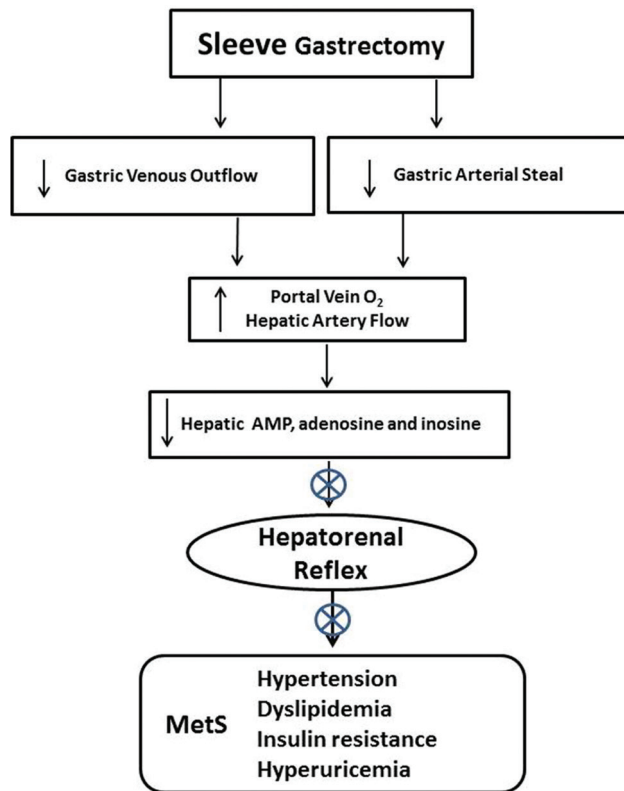 Sleeve Gastrectomy
↓ Gastric Venous Outflow
↓ Gastric Arterial Steal
↑ Portal Vein O₂
Hepatic Artery Flow
↓ Hepatic AMP, adenosine and inosine
Hepatorenal
Reflex
MetS
Hypertension
Dyslipidemia
Insulin resistance
Hyperuricemia